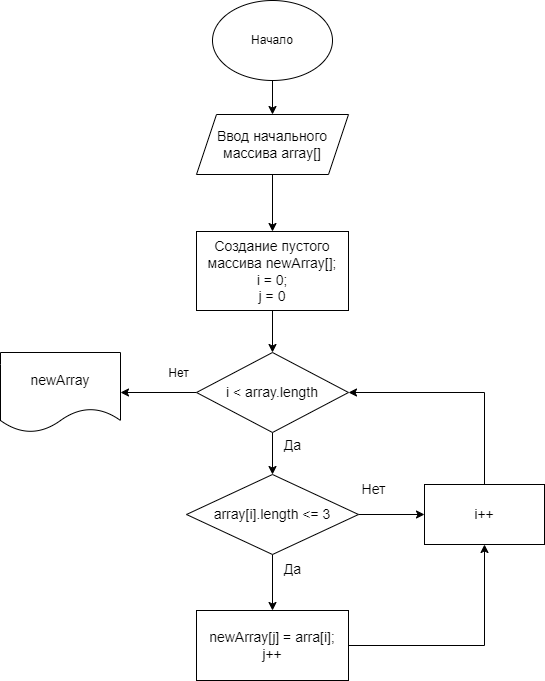 Начало
Ввод начального
массива array[]
Создание пустого
массива newArray[];
i = 0;
j = 0
newArray
Нет
i < array.length
Да
array[i].length <= 3
Нет
i++
Да
newArray[j] = arra[i];
j++